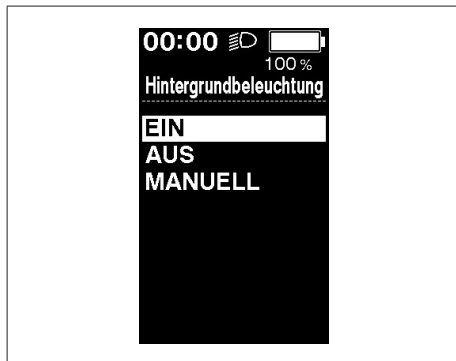 00:00
100 %
Hintergrundbeleuchtung
EIN
AUS
MANUELL